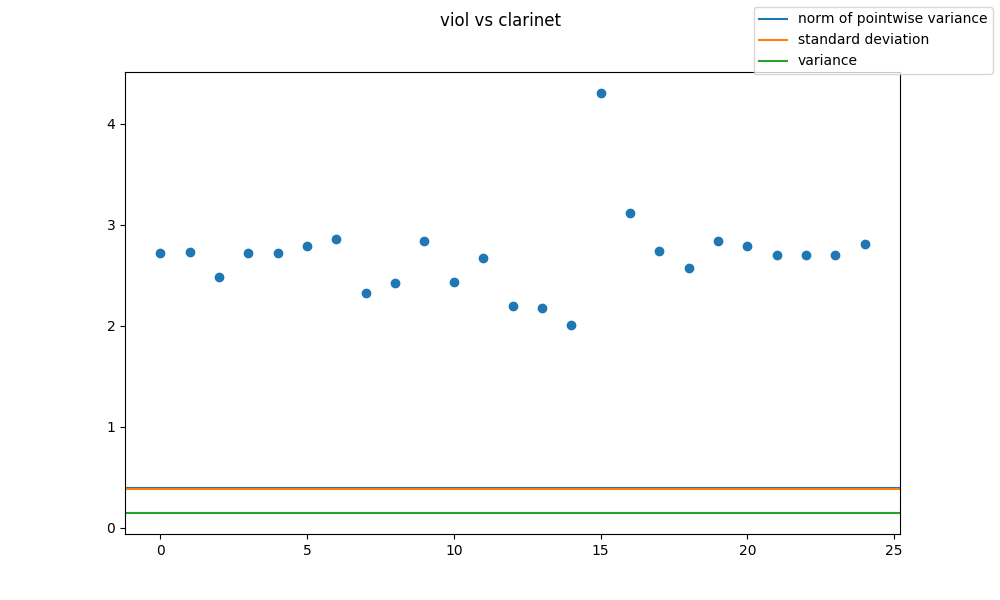 viol vs clarinet
norm of pointwise variance
standard deviation
variance
4
3
2
1
0
0 5 10 15 20 25